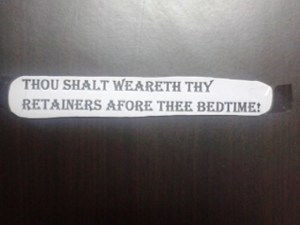 THOU SHALT WEARETH THY
RETAINERS AFORE THEE BEDTIME!